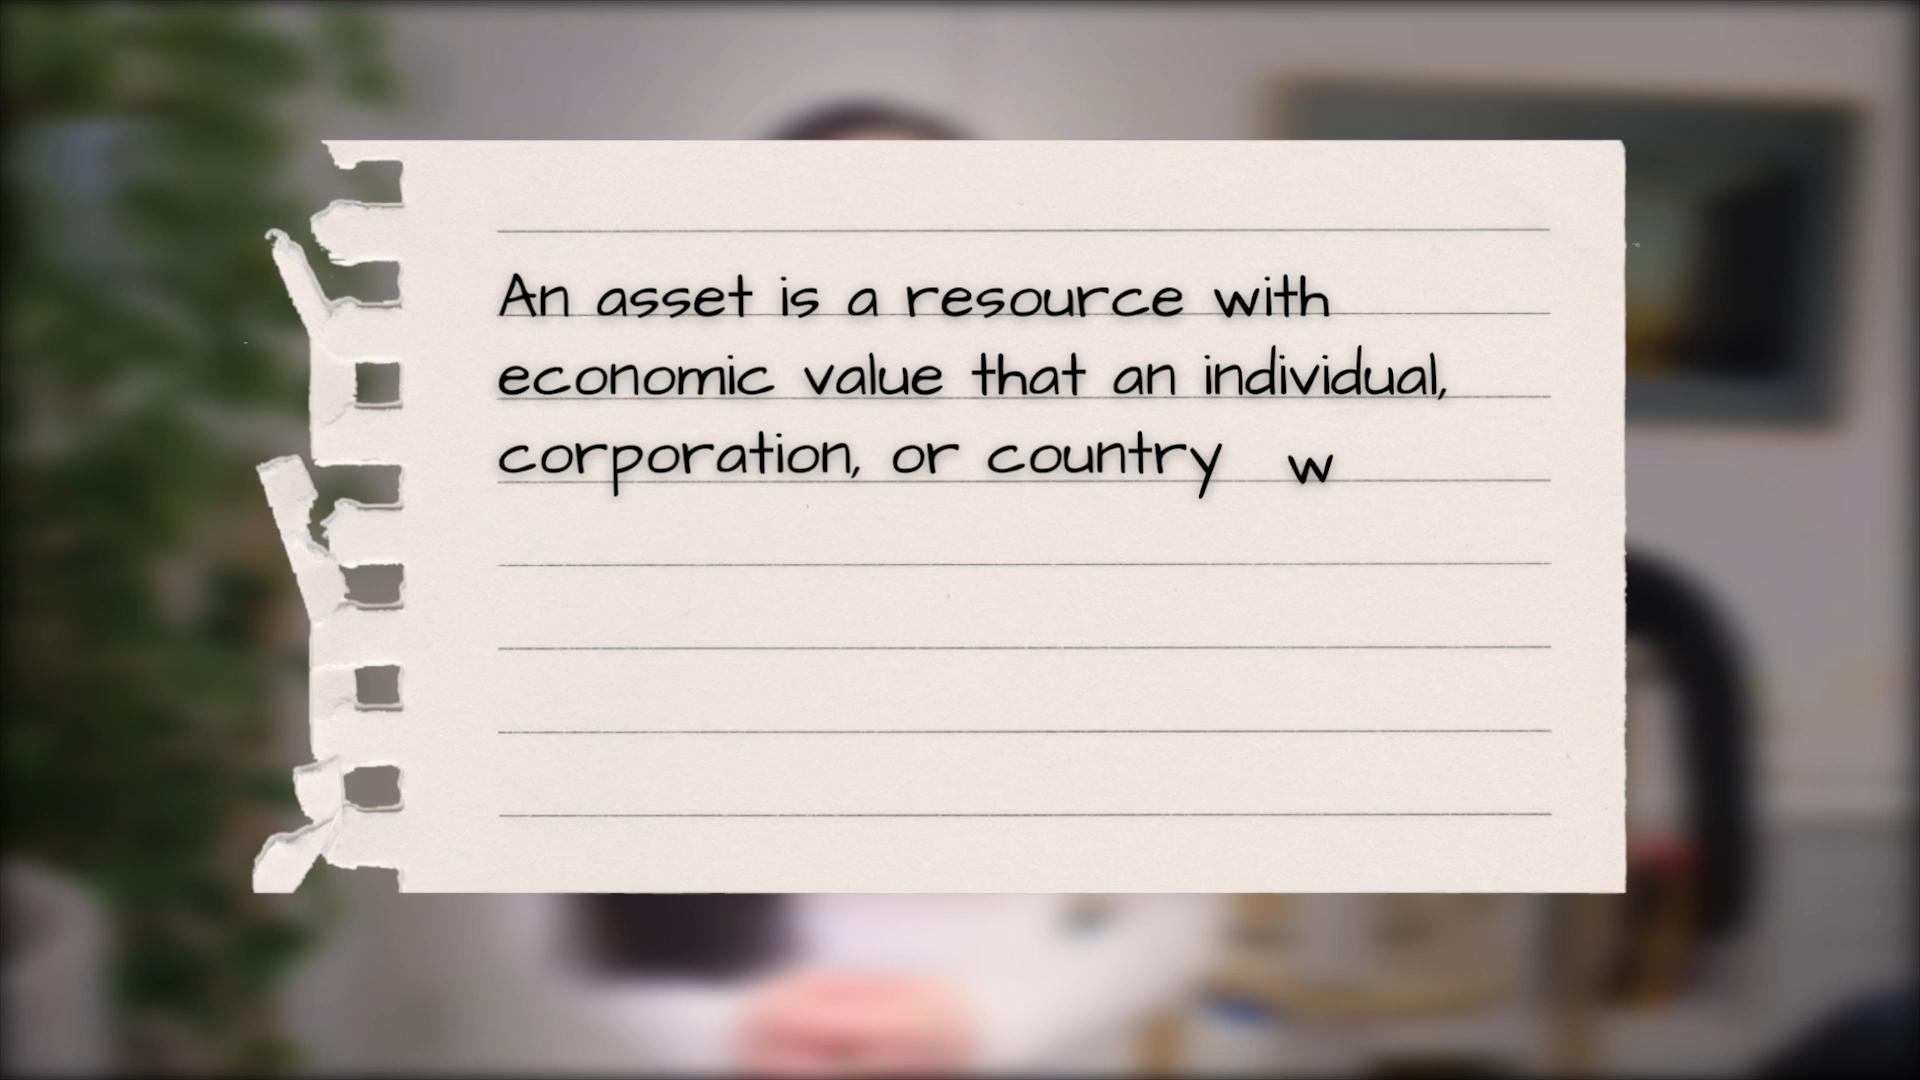 An asset is a resource with
economic value that an individual,
corporation, or country w